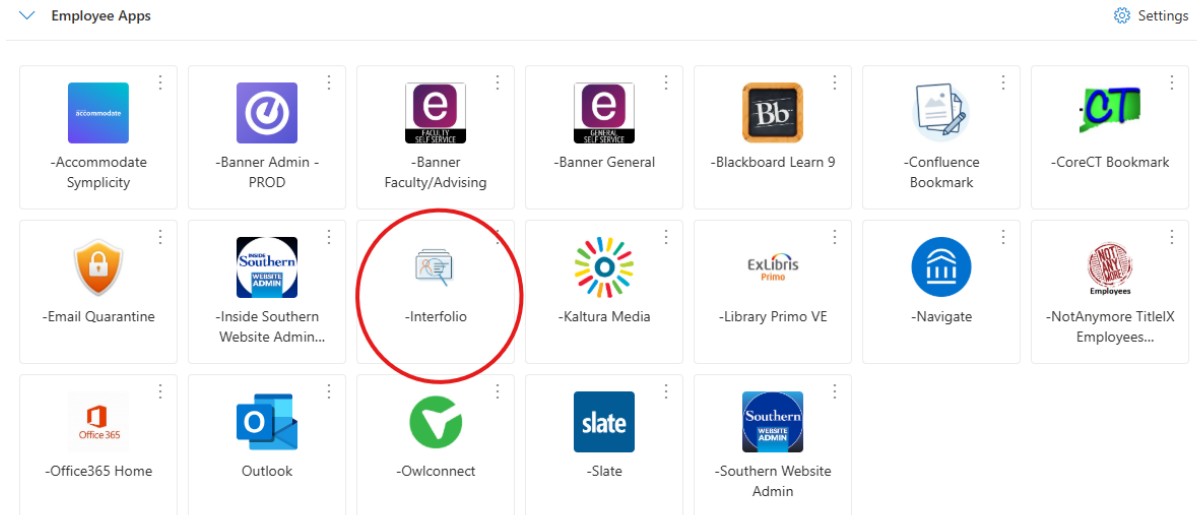 Employee Apps
Settings
accommodate
-Accommodate
Symplicity
-Banner Admin -
PROD
e
FACULTY
SELF SERVICE
-Banner
Faculty/Advising
e
GENERAL
SELF SERVICE
-Banner General
Bb
-Blackboard Learn 9
-Confluence
Bookmark
CT
-CoreCT Bookmark
-Email Quarantine
INSIDE
Southern
WEBSITE
ADMIN
-Inside Southern
Website Admin...
-Interfolio
-Kaltura Media
ExLibris
Primo
-Library Primo VE
-Navigate
NOT
ANY
MORE
Employees
-NotAnymore TitleIX
Employees...
Office 365
-Office365 Home
O
Outlook
-Owlconnect
slate
-Slate
Southern
WEBSITE
ADMIN
-Southern Website
Admin